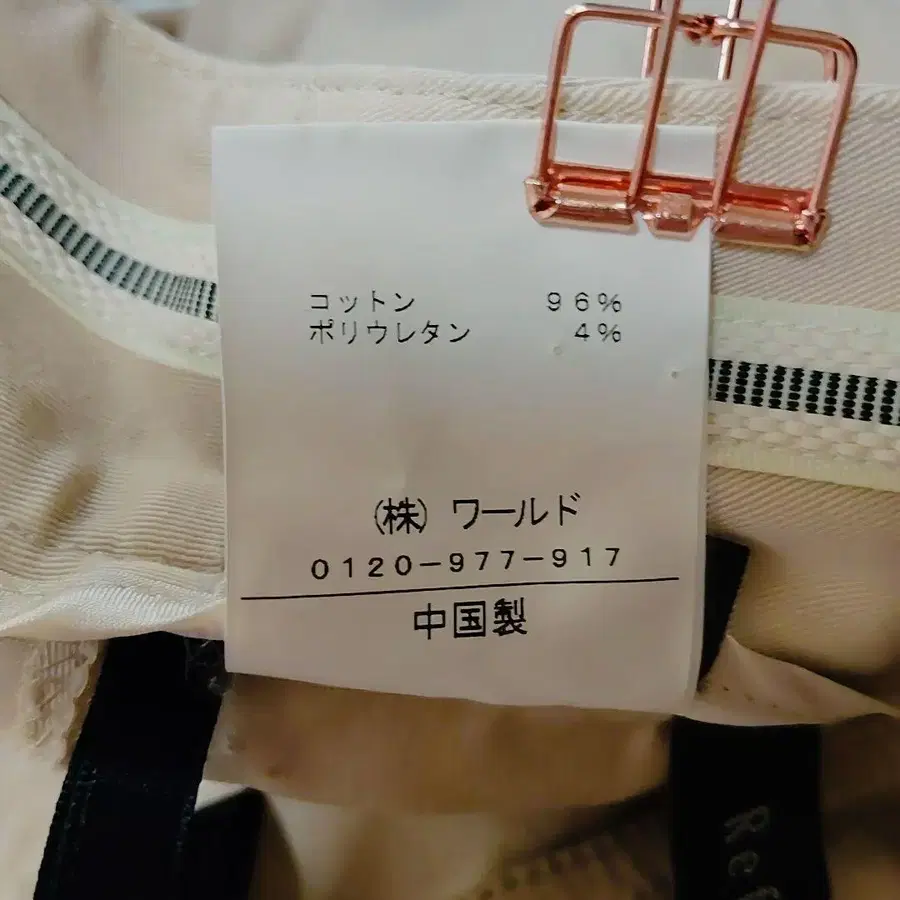 コットン 96%
ポリウレタン 4%
(株) ワールド
0120-977-917
中国製